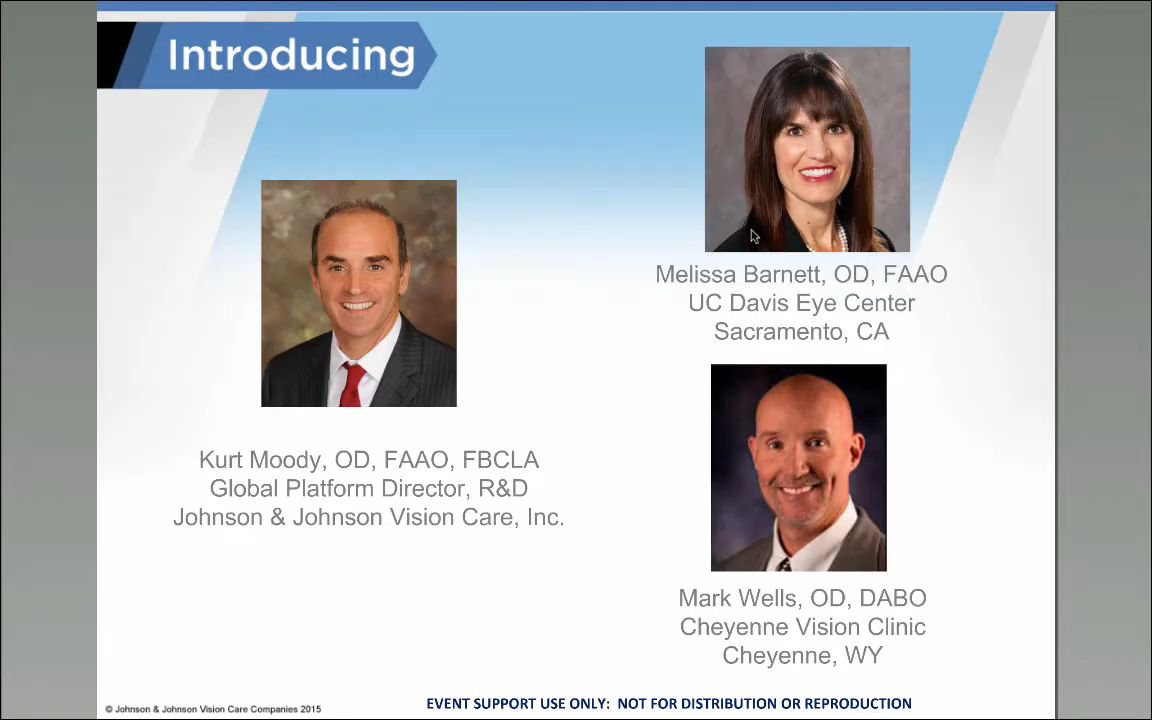 Introducing
Melissa Barnett, OD, FAAO
UC Davis Eye Center
Sacramento, CA
Kurt Moody, OD, FAAO, FBCLA
Global Platform Director, R&D
Johnson & Johnson Vision Care, Inc.
Mark Wells, OD, DABO
Cheyenne Vision Clinic
Cheyenne, WY
© Johnson & Johnson Vision Care Companies 2015
EVENT SUPPORT USE ONLY: NOT FOR DISTRIBUTION OR REPRODUCTION